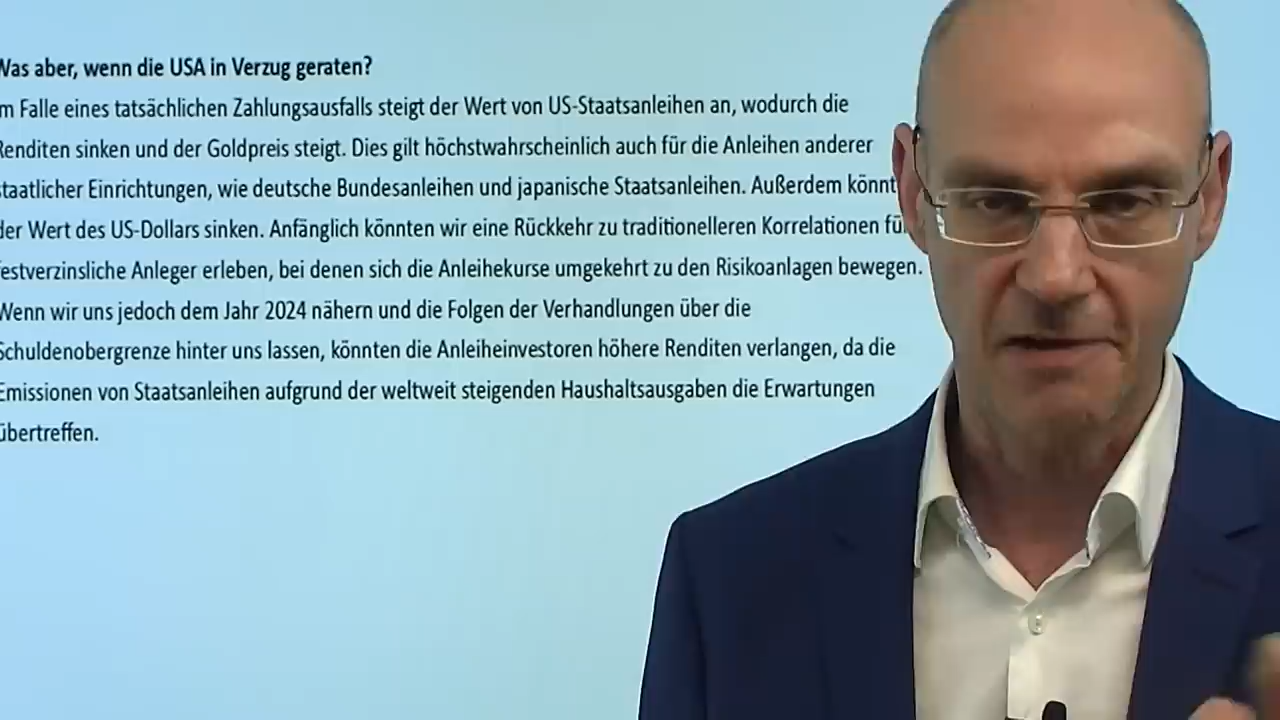 Was aber, wenn die USA in Verzug geraten?
m Falle eines tatsächlichen Zahlungsausfalls steigt der Wert von US-Staatsanleihen an, wodurch die
Renditen sinken und der Goldpreis steigt. Dies gilt höchstwahrscheinlich auch für die Anleihen anderer
staatlicher Einrichtungen, wie deutsche Bundesanleihen und japanische Staatsanleihen. Außerdem könnt
der Wert des US-Dollars sinken. Anfänglich könnten wir eine Rückkehr zu traditionelleren Korrelationen fü
festverzinsliche Anleger erleben, bei denen sich die Anleihekurse umgekehrt zu den Risikoanlagen bewegen.
Wenn wir uns jedoch dem Jahr 2024 nähern und die Folgen der Verhandlungen über die
Schuldenobergrenze hinter uns lassen, könnten die Anleiheinvestoren höhere Renditen verlangen, da die
Emissionen von Staatsanleihen aufgrund der weltweit steigenden Haushaltsausgaben die Erwartungen
übertreffen.